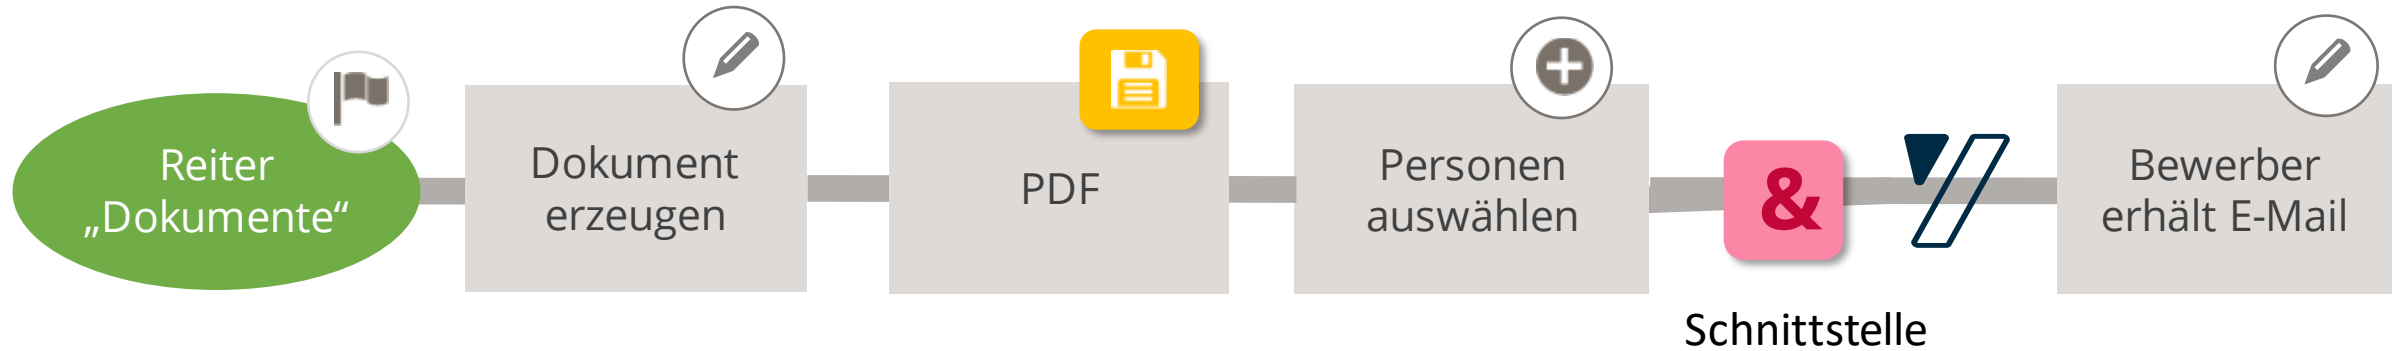 Reiter
„Dokumente“
Dokument
erzeugen
PDF
Personen
auswählen
&
Schnittstelle
Bewerber
erhält E-Mail